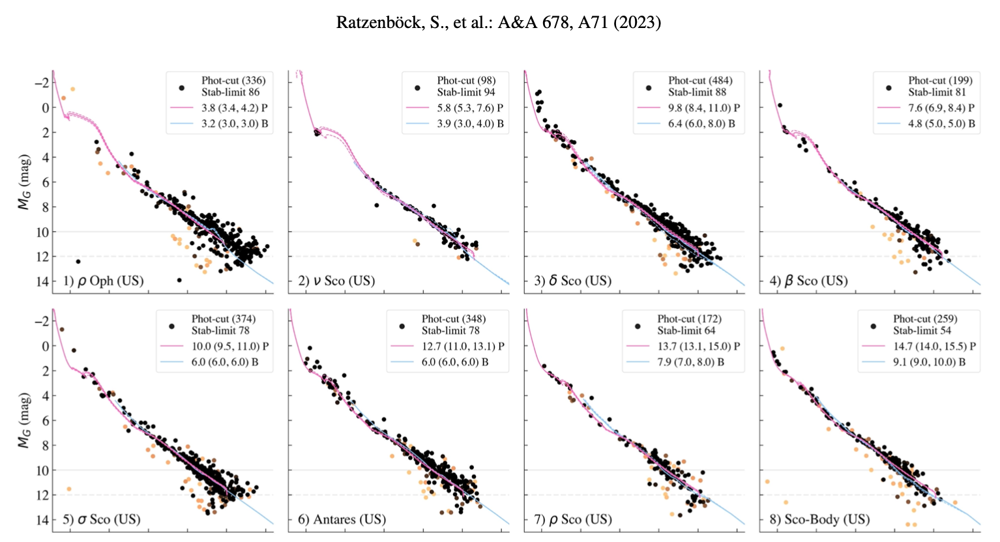 Ratzenböck, S., et al.: A&A 678, A71 (2023)
M_G (mag)
−2
0
2
4
6
8
10
12
14
Phot-cut (336)
Stab-limit 86
3.8 (3.4, 4.2) P
3.2 (3.0, 3.0) B
1) ρ Oph (US)
Phot-cut (98)
Stab-limit 94
5.8 (5.3, 7.6) P
3.9 (3.0, 4.0) B
2) ν Sco (US)
Phot-cut (484)
Stab-limit 88
9.8 (8.4, 11.0) P
6.4 (6.0, 8.0) B
3) δ Sco (US)
Phot-cut (199)
Stab-limit 81
7.6 (6.9, 8.4) P
4.8 (5.0, 5.0) B
4) β Sco (US)
M_G (mag)
−2
0
2
4
6
8
10
12
14
Phot-cut (374)
Stab-limit 78
10.0 (9.5, 11.0) P
6.0 (6.0, 6.0) B
5) σ Sco (US)
Phot-cut (348)
Stab-limit 78
12.7 (11.0, 13.1) P
6.0 (6.0, 6.0) B
6) Antares (US)
Phot-cut (172)
Stab-limit 64
13.7 (13.1, 15.0) P
7.9 (7.0, 8.0) B
7) ρ Sco (US)
Phot-cut (259)
Stab-limit 54
14.7 (14.0, 15.5) P
9.1 (9.0, 10.0) B
8) Sco-Body (US)